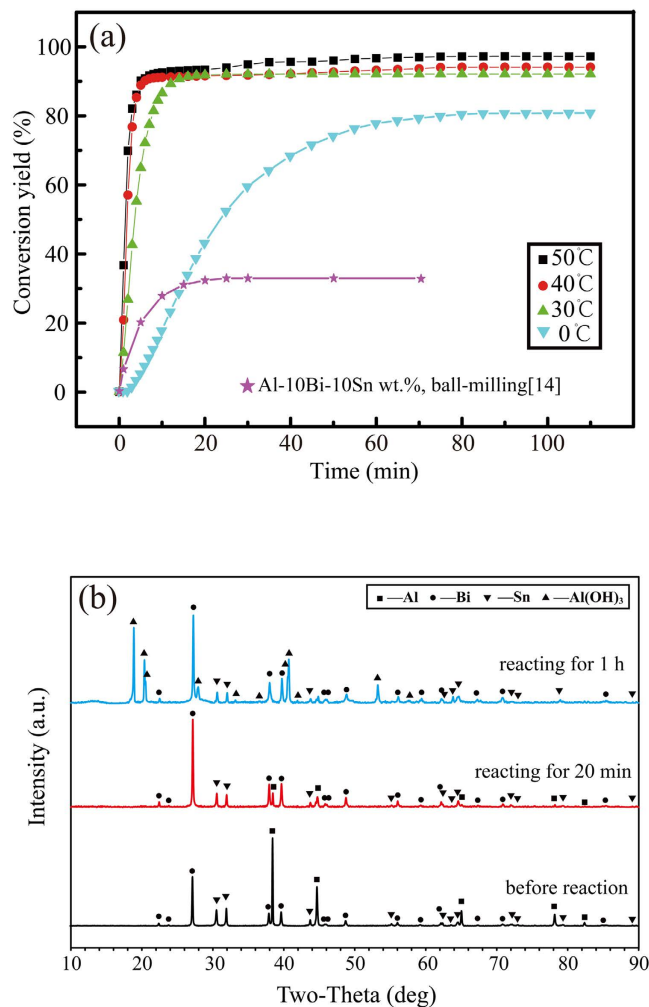 (a)
100
80
60
40
20
0
Conversion yield (%)
50℃
40℃
30℃
0℃
Al-10Bi-10Sn wt.%, ball-milling[14]
0 20 40 60 80 100
Time (min)
(b)
—Al —Bi —Sn —Al(OH)₃
reacting for 1 h
reacting for 20 min
before reaction
Intensity (a.u.)
10 20 30 40 50 60 70 80 90
Two-Theta (deg)